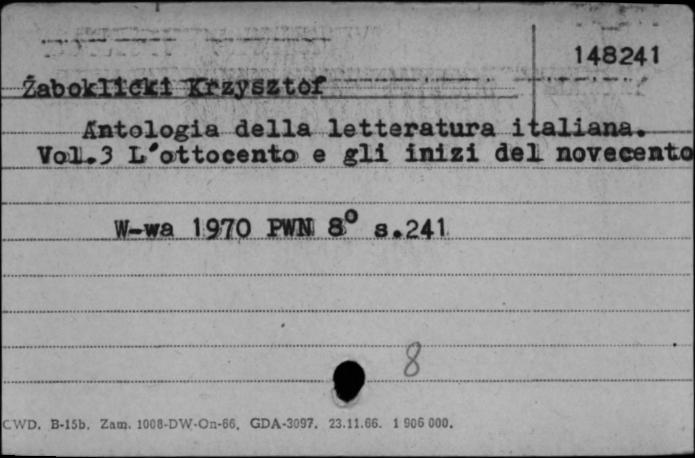 148241
Żaboklicki Krzysztof
Antologia della letteratura italiana.
Vol.3 L'ottocento e gli inizi del novecento
W-wa 1970 PWN 8° s.241
8
CWD. B-15b. Zam. 1008-DW-On-66. GDA-3097. 23.11.66. 1 906 000.